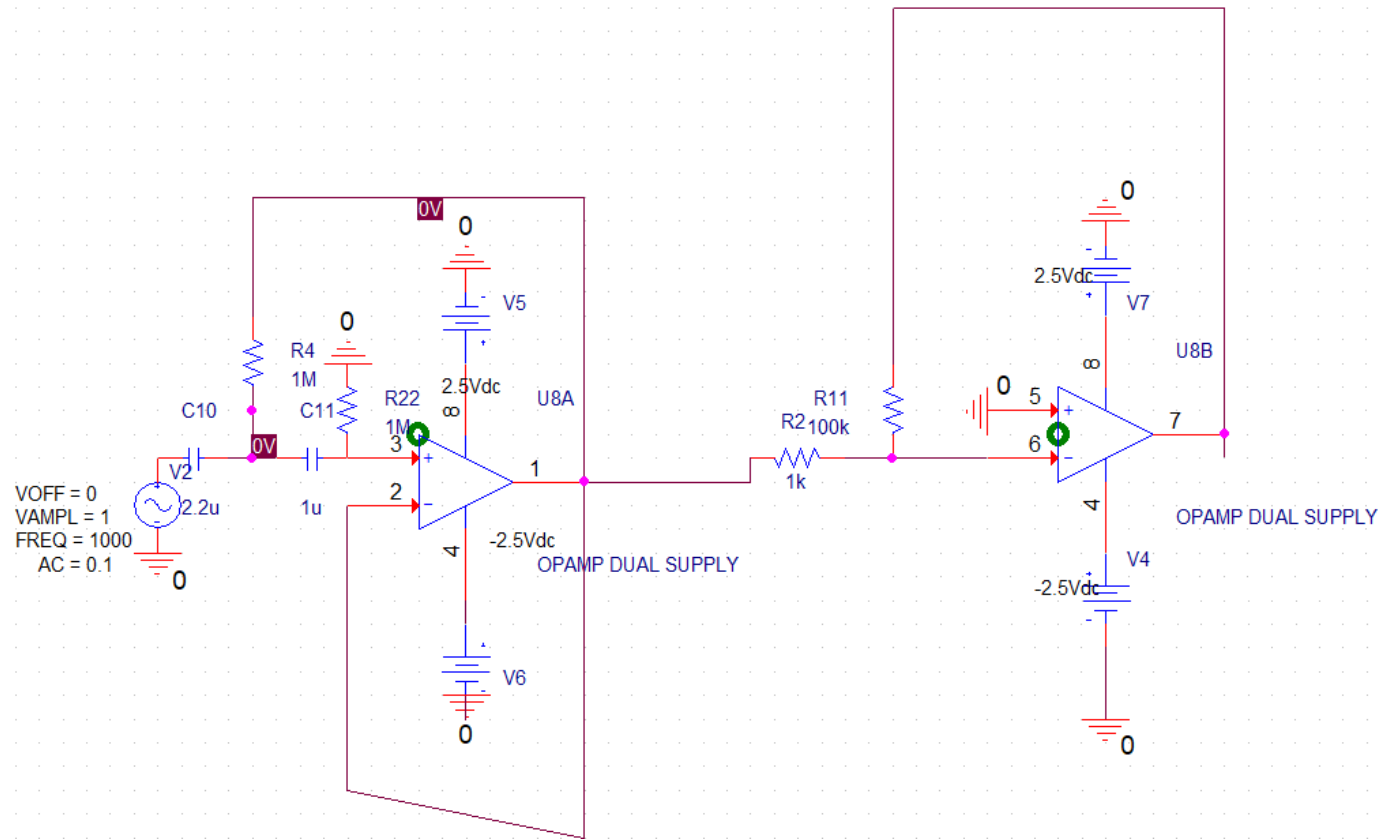 0
0V
0
2.5Vdc
V5
V7
0
R4
1M
8
U8B
2.5Vdc
8
C10
C11
R22
1M
U8A
R11
100k
0
5
+
7
R2
6
-
0V
3
+
V2
1
2
-
1k
VOFF = 0
VAMPL = 1
FREQ = 1000
AC = 0.1
2.2u
1u
4
-2.5Vdc
OPAMP DUAL SUPPLY
4
OPAMP DUAL SUPPLY
0
V4
-2.5Vdc
V6
0
0